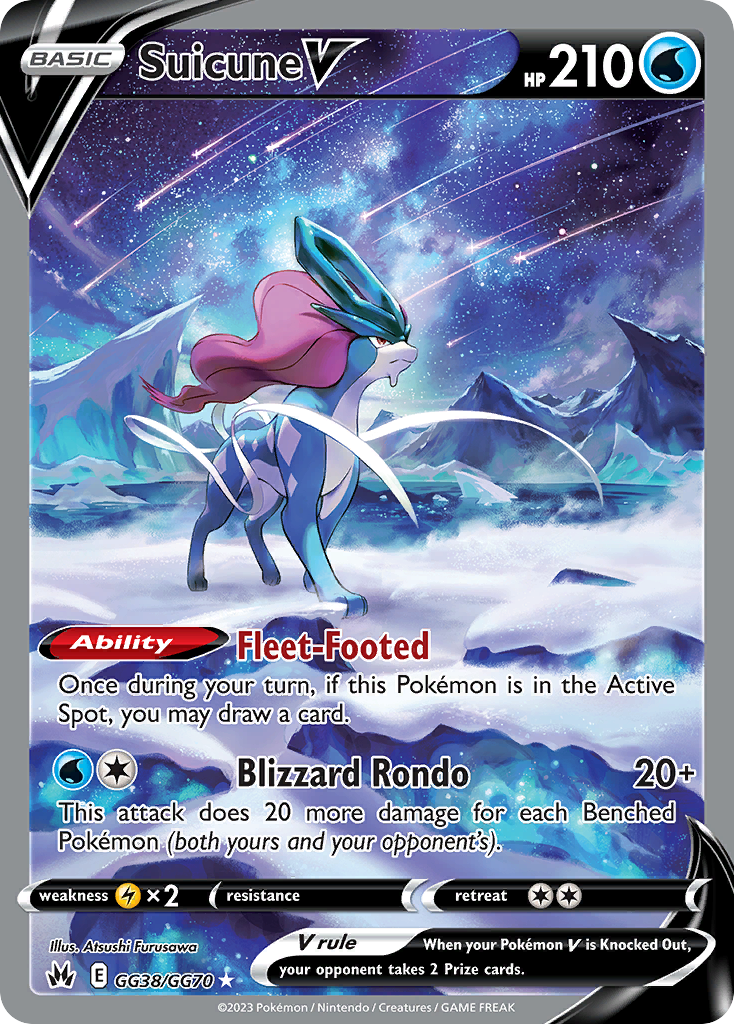 BASIC Suicune V HP 210
Ability Fleet-Footed
Once during your turn, if this Pokémon is in the Active
Spot, you may draw a card.
Blizzard Rondo 20+
This attack does 20 more damage for each Benched
Pokémon (both yours and your opponent's).
weakness ×2 resistance retreat
Illus. Atsushi Furusawa
V rule When your Pokémon V is Knocked Out,
your opponent takes 2 Prize cards.
E GG38/GG70 ★
©2023 Pokémon / Nintendo / Creatures / GAME FREAK